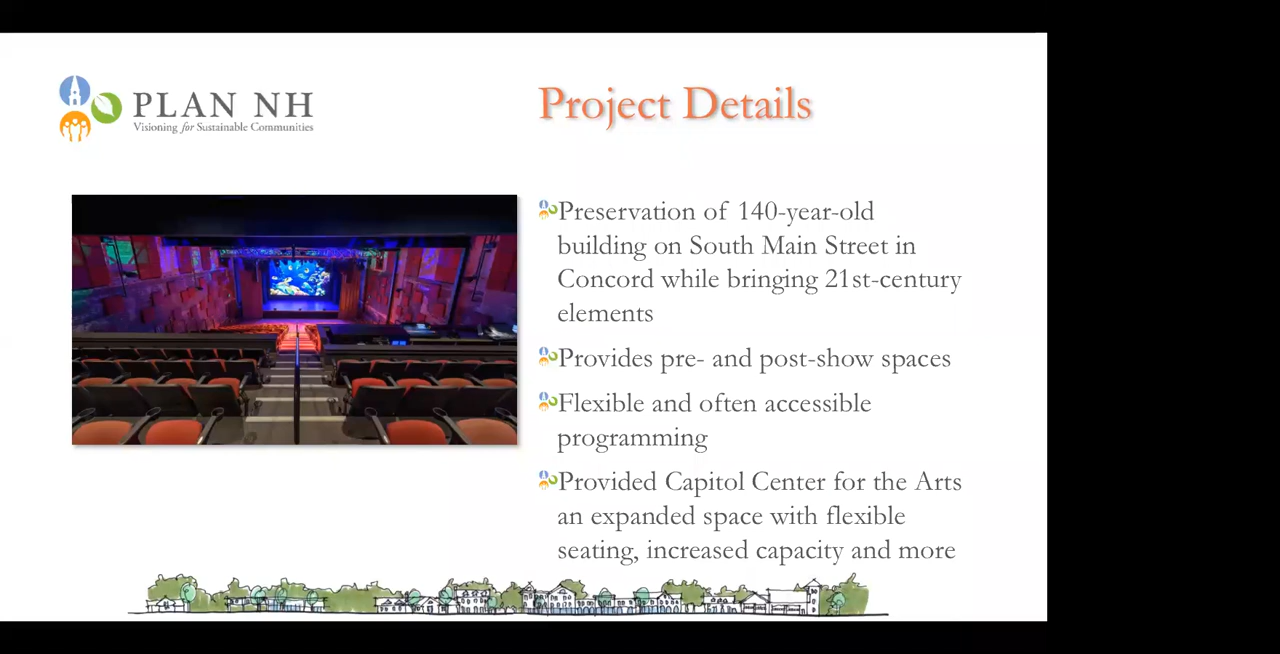 PLAN NH
Visioning for Sustainable Communities
Project Details
Preservation of 140-year-old
building on South Main Street in
Concord while bringing 21st-century
elements
Provides pre- and post-show spaces
Flexible and often accessible
programming
Provided Capitol Center for the Arts
an expanded space with flexible
seating, increased capacity and more